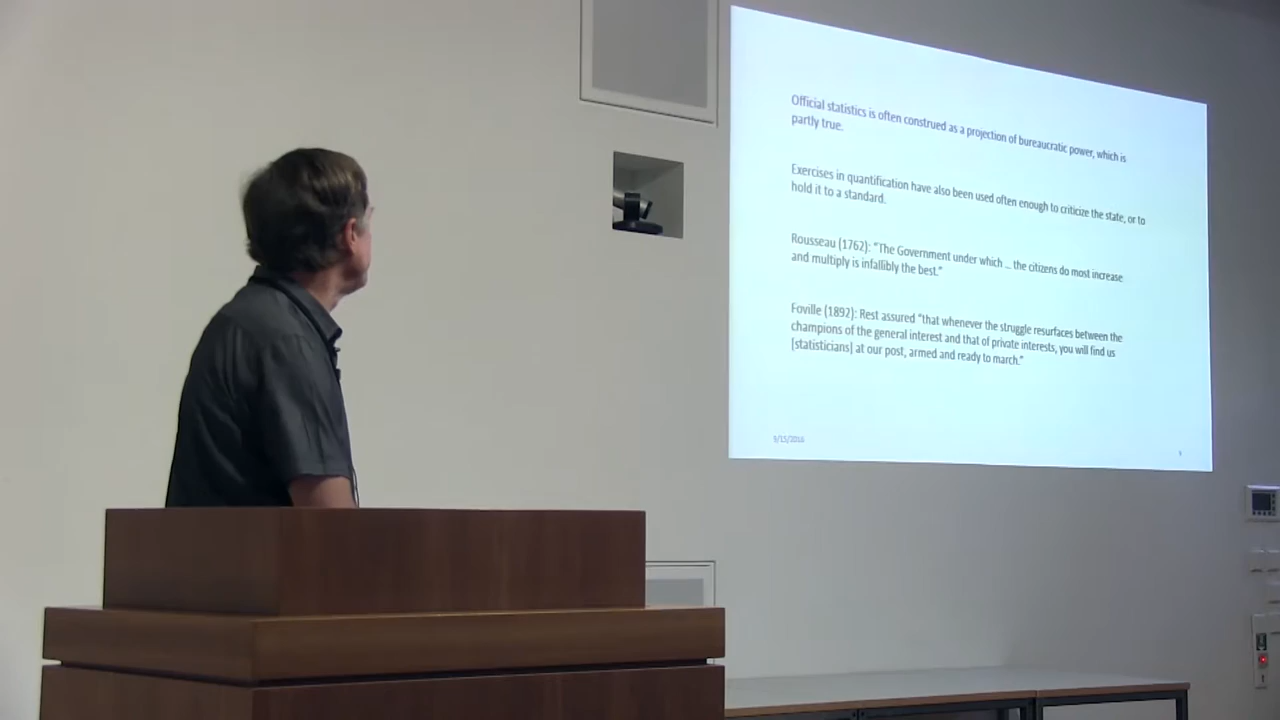 Official statistics is often construed as a projection of bureaucratic power, which is
partly true.
Exercises in quantification have also been used often enough to criticize the state, or to
hold it to a standard.
Rousseau (1762): “The Government under which ... the citizens do most increase
and multiply is infallibly the best.”
Foville (1892): Rest assured “that whenever the struggle resurfaces between the
champions of the general interest and that of private interests, you will find us
[statisticians] at our post, armed and ready to march.”
9/15/2016